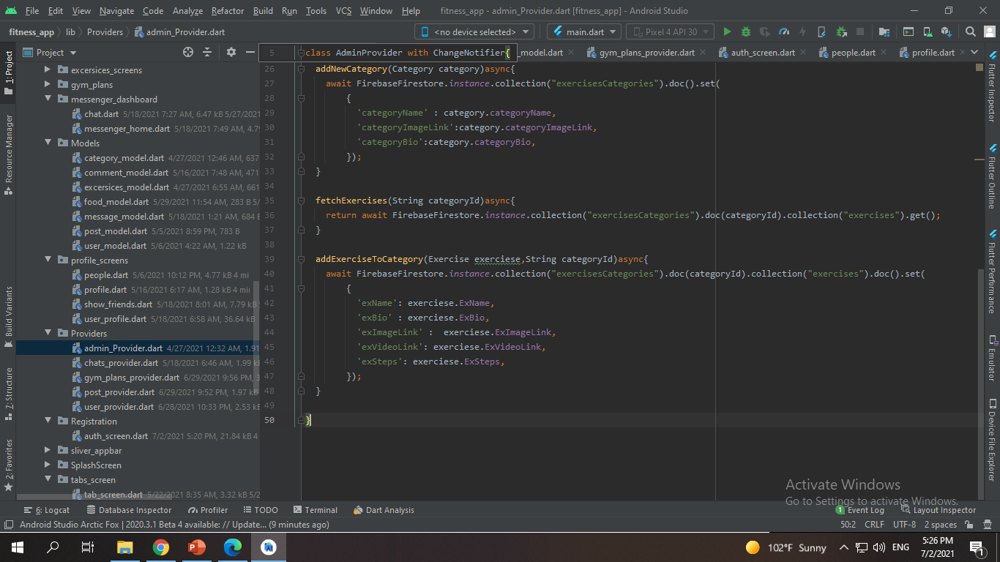 File Edit View Navigate Code Analyze Refactor Build Run Tools VCS Window Help fitness_app - admin_Provider.dart [fitness_app] - Android Studio
fitness_app lib Providers admin_Provider.dart <no device selected> main.dart Pixel 4 API 30
Project 5 class AdminProvider with ChangeNotifier{ _model.dart gym_plans_provider.dart auth_screen.dart people.dart profile.dart
1: Project
Resource Manager
Build Variants
7: Structure
2: Favorites
excersices_screens
gym_plans
messenger_dashboard
chat.dart 5/18/2021 7:27 AM, 6.47 kB 5/27/2021
messenger_home.dart 5/18/2021 7:49 AM, 4.79
Models
category_model.dart 4/27/2021 12:46 AM, 637
comment_model.dart 5/16/2021 7:48 AM, 471
excersices_model.dart 4/27/2021 6:55 AM, 661
food_model.dart 5/29/2021 11:54 AM, 283 B 5/
message_model.dart 5/18/2021 1:21 AM, 684 B
post_model.dart 5/5/2021 8:59 PM, 783 B
user_model.dart 5/6/2021 4:22 AM, 1.22 kB
profile_screens
people.dart 5/6/2021 10:12 PM, 4.77 kB 4 mi
profile.dart 5/16/2021 6:17 AM, 1.28 kB 4 min
show_friends.dart 5/18/2021 8:01 AM, 7.79 kB
user_profile.dart 5/18/2021 6:58 AM, 36.64 kB
Providers
admin_Provider.dart 4/27/2021 12:32 AM, 1.91
chats_provider.dart 5/18/2021 6:46 AM, 1.99 k
gym_plans_provider.dart 6/29/2021 9:56 PM, 3
post_provider.dart 6/29/2021 9:52 PM, 1.97 k
user_provider.dart 6/28/2021 10:33 PM, 2.53 k
Registration
auth_screen.dart 7/2/2021 5:20 PM, 21.84 kB 4
sliver_appbar
SplashScreen
tabs_screen
tab_screen.dart 5/22/2021 8:35 AM, 3.32 kB 5/2
26 addNewCategory(Category category)async{
27 await FirebaseFirestore.instance.collection("exercisesCategories").doc().set(
28 {
29 'categoryName' : category.categoryName,
30 'categoryImageLink':category.categoryImageLink,
31 'categoryBio':category.categoryBio,
32 });
33 }
34
35 fetchExercises(String categoryId)async{
36 return await FirebaseFirestore.instance.collection("exercisesCategories").doc(categoryId).collection("exercises").get();
37 }
38
39 addExerciseToCategory(Exercise exerciese,String categoryId)async{
40 await FirebaseFirestore.instance.collection("exercisesCategories").doc(categoryId).collection("exercises").doc().set(
41 {
42 'exName': exerciese.ExName,
43 'exBio' : exerciese.ExBio,
44 'exImageLink' : exerciese.ExImageLink,
45 'exVideoLink': exerciese.ExVideoLink,
46 'exSteps': exerciese.ExSteps,
47 });
48 }
49
50 }
Flutter Inspector
Flutter Outline
Flutter Performance
Emulator
Device File Explorer
Activate Windows
Go to Settings to activate Windows.
6: Logcat Database Inspector Profiler TODO Terminal Dart Analysis 1 Event Log Layout Inspector
Android Studio Arctic Fox | 2020.3.1 Beta 4 available: // Update... (9 minutes ago) 50:2 CRLF UTF-8 2 spaces
102°F Sunny ENG 5:26 PM
7/2/2021 1